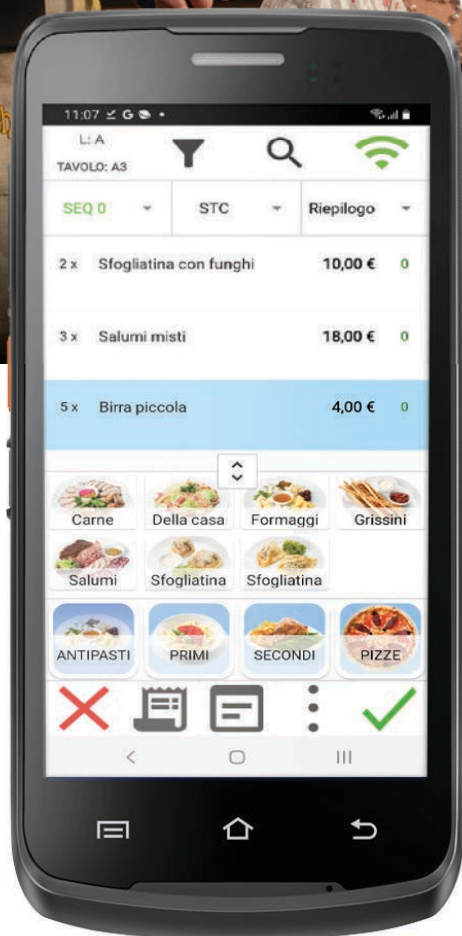 11:07
L: A
TAVOLO: A3
SEQ 0 STC Riepilogo
2 x Sfogliatina con funghi 10,00 € 0
3 x Salumi misti 18,00 € 0
5 x Birra piccola 4,00 € 0
Carne Della casa Formaggi Grissini
Salumi Sfogliatina Sfogliatina
ANTIPASTI PRIMI SECONDI PIZZE